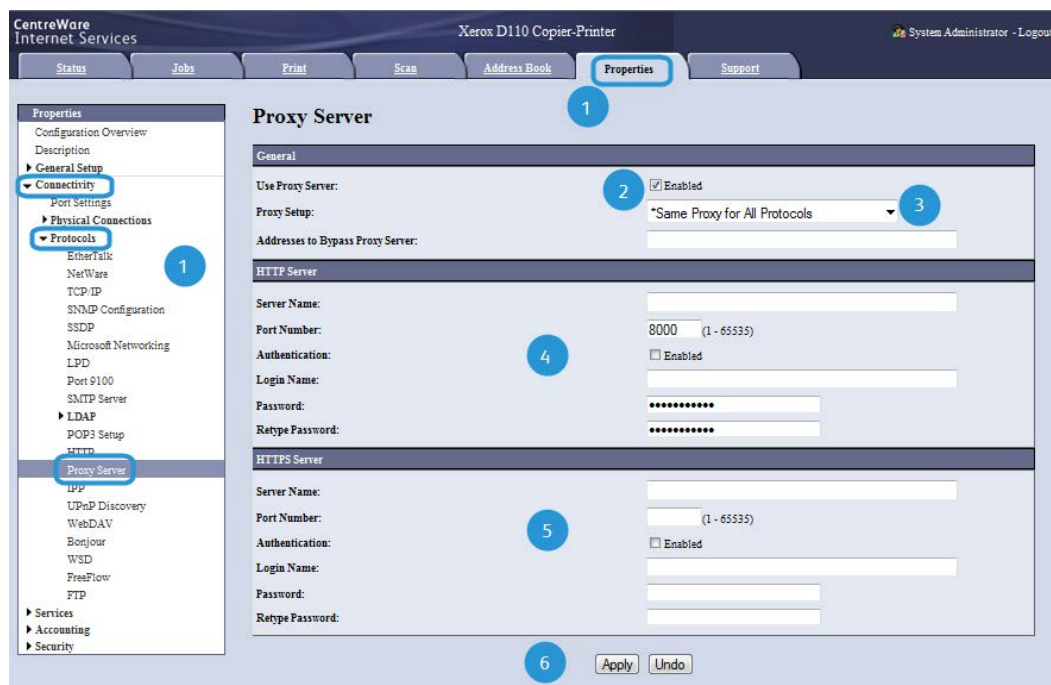 CentreWare
Internet Services
Xerox D110 Copier-Printer
System Administrator - Logout
Status
Jobs
Print
Scan
Address Book
Properties
Support
1
Properties
Configuration Overview
Description
General Setup
Connectivity
Port Settings
Physical Connections
Protocols
1
EtherTalk
NetWare
TCP/IP
SNMP Configuration
SSDP
Microsoft Networking
LPD
Port 9100
SMTP Server
LDAP
POP3 Setup
HTTP
Proxy Server
IPP
UPnP Discovery
WebDAV
Bonjour
WSD
FreeFlow
FTP
Services
Accounting
Security
Proxy Server
General
Use Proxy Server: 2 Enabled
Proxy Setup: *Same Proxy for All Protocols 3
Addresses to Bypass Proxy Server:
HTTP Server
Server Name:
Port Number: 8000 (1 - 65535)
Authentication: 4 Enabled
Login Name:
Password: •••••••••••
Retype Password: •••••••••••
HTTPS Server
Server Name:
Port Number: (1 - 65535)
5
Authentication: Enabled
Login Name:
Password:
Retype Password:
6 Apply Undo